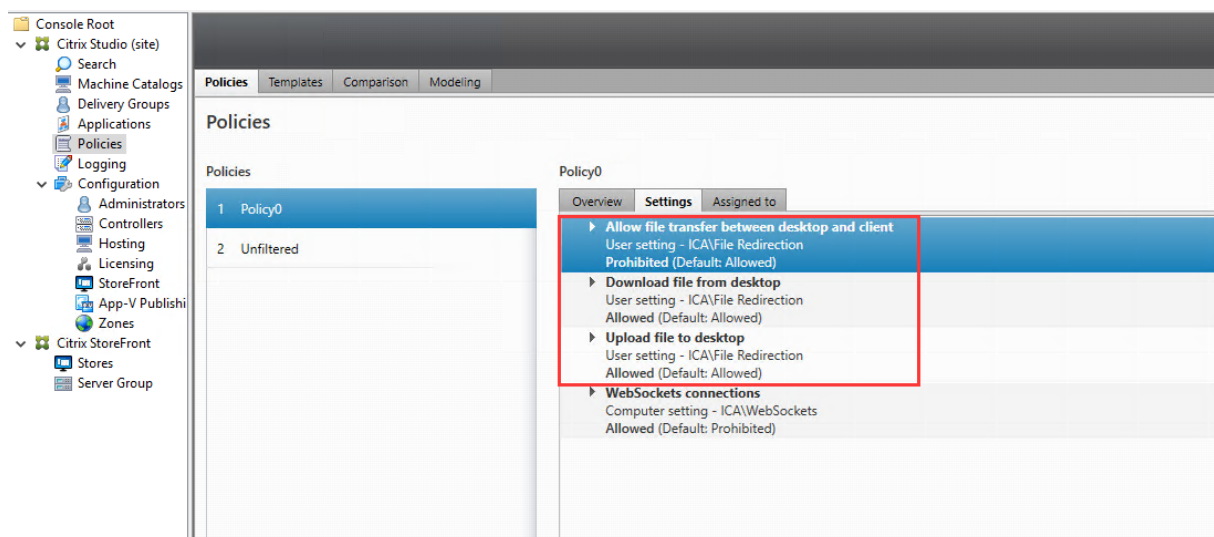 Console Root
Citrix Studio (site)
Search
Machine Catalogs
Delivery Groups
Applications
Policies
Logging
Configuration
Administrators
Controllers
Hosting
Licensing
StoreFront
App-V Publishi
Zones
Citrix StoreFront
Stores
Server Group
Policies Templates Comparison Modeling
Policies
Policies
1 Policy0
2 Unfiltered
Policy0
Overview Settings Assigned to
Allow file transfer between desktop and client
User setting - ICA\File Redirection
Prohibited (Default: Allowed)
Download file from desktop
User setting - ICA\File Redirection
Allowed (Default: Allowed)
Upload file to desktop
User setting - ICA\File Redirection
Allowed (Default: Allowed)
WebSockets connections
Computer setting - ICA\WebSockets
Allowed (Default: Prohibited)